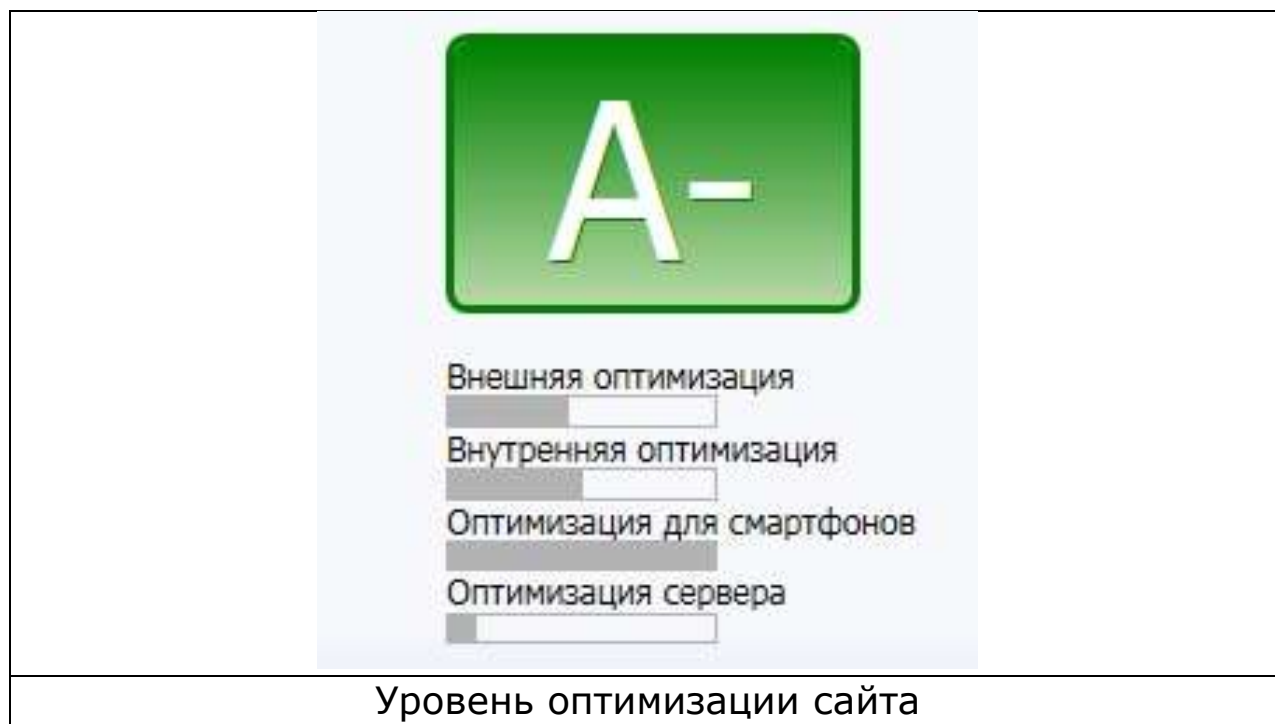 A-
Внешняя оптимизация
Внутренняя оптимизация
Оптимизация для смартфонов
Оптимизация сервера
Уровень оптимизации сайта